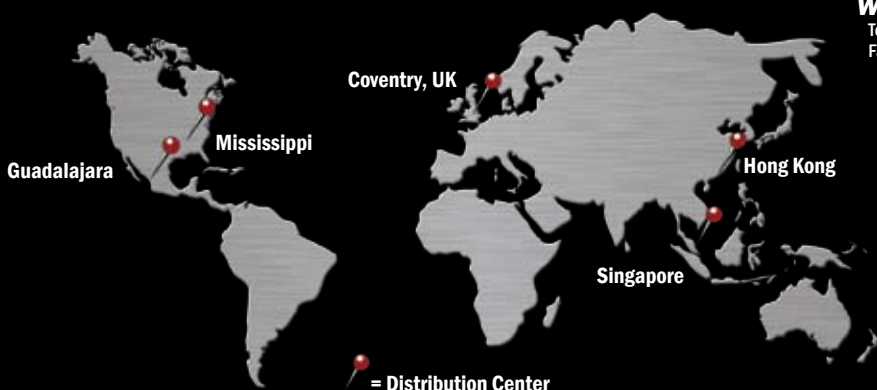 Coventry, UK
Mississippi
Guadalajara
Hong Kong
Singapore
= Distribution Center